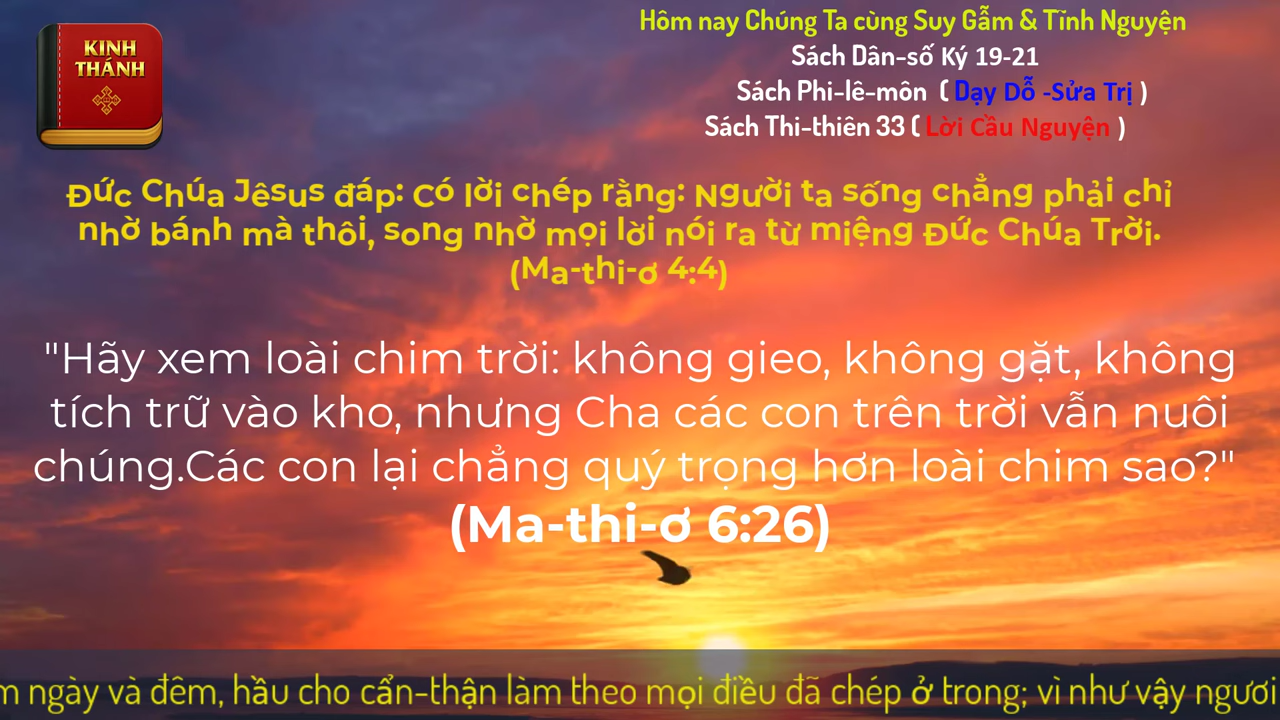 KINH
THÁNH
Hôm nay Chúng Ta cùng Suy Gẫm & Tĩnh Nguyện
Sách Dân-số Ký 19-21
Sách Phi-lê-môn ( Dạy Dỗ -Sửa Trị )
Sách Thi-thiên 33 ( Lời Cầu Nguyện )
Đức Chúa Jêsus đáp: Có lời chép rằng: Người ta sống chẳng phải chỉ
nhờ bánh mà thôi, song nhờ mọi lời nói ra từ miệng Đức Chúa Trời.
(Ma-thi-ơ 4:4)
"Hãy xem loài chim trời: không gieo, không gặt, không
tích trữ vào kho, nhưng Cha các con trên trời vẫn nuôi
chúng.Các con lại chẳng quý trọng hơn loài chim sao?"
(Ma-thi-ơ 6:26)
m ngày và đêm, hầu cho cẩn-thận làm theo mọi điều đã chép ở trong; vì như vậy ngươi